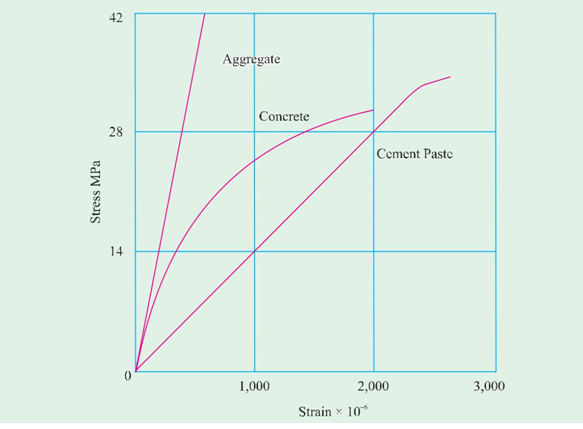 42
Aggregate
Concrete
28
Cement Paste
Stress MPa
14
0
1,000
2,000
3,000
Strain × 10⁻⁶